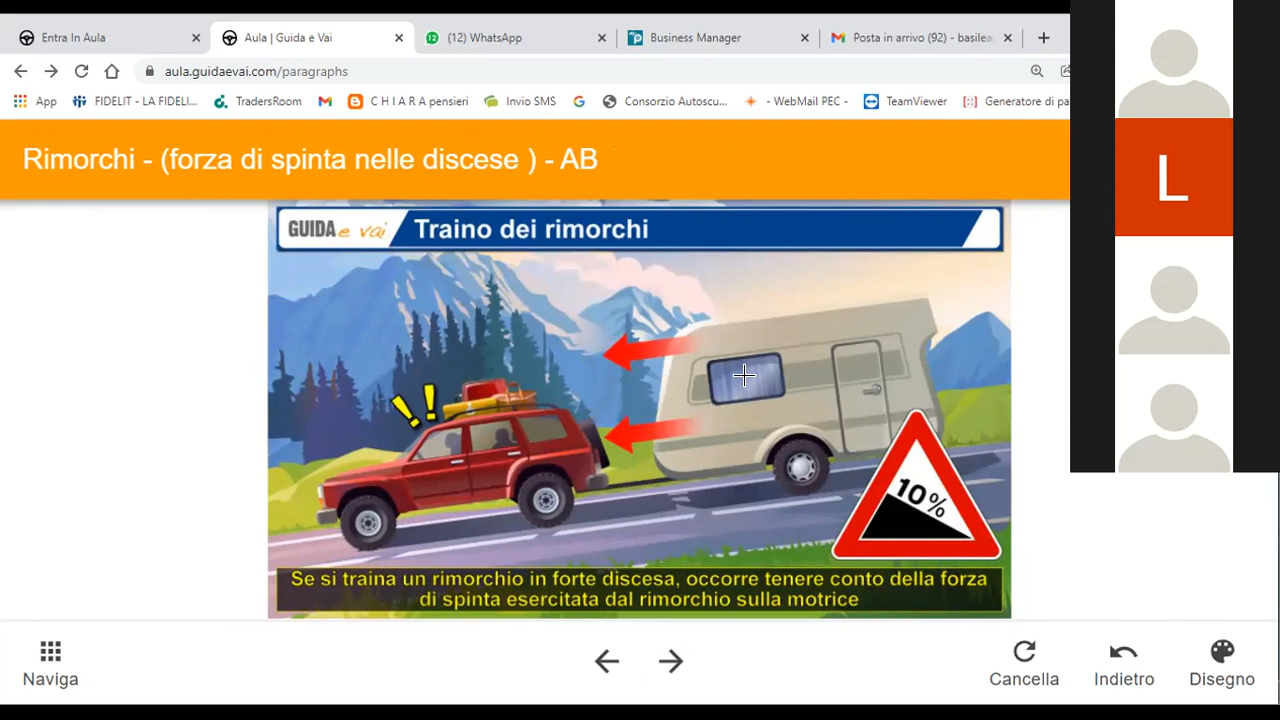 Entra In Aula
Aula | Guida e Vai
(12) WhatsApp
Business Manager
Posta in arrivo (92) - basilea
aula.guidaevai.com/paragraphs
App
FIDELIT - LA FIDELI...
TradersRoom
C H I A R A pensieri
Invio SMS
Consorzio Autoscu...
- WebMail PEC -
TeamViewer
Generatore di pa
Rimorchi - (forza di spinta nelle discese ) - AB
L
GUIDA e vai
Traino dei rimorchi
!!
10%
Se si traina un rimorchio in forte discesa, occorre tenere conto della forza
di spinta esercitata dal rimorchio sulla motrice
Naviga
Cancella
Indietro
Disegno